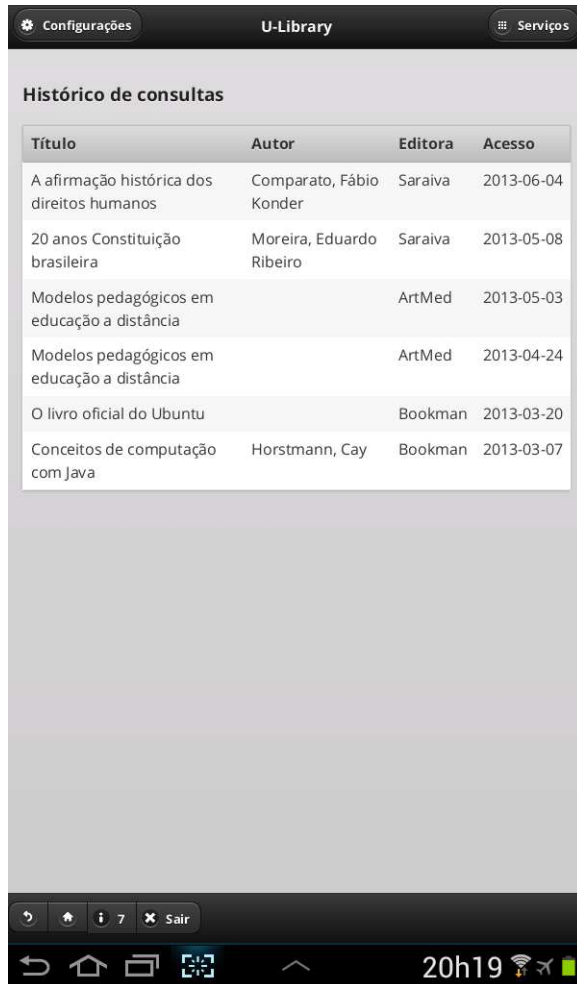 Configurações U-Library Serviços
Histórico de consultas
Título Autor Editora Acesso
A afirmação histórica dos Comparato, Fábio Saraiva 2013-06-04
direitos humanos Konder
20 anos Constituição Moreira, Eduardo Saraiva 2013-05-08
brasileira Ribeiro
Modelos pedagógicos em ArtMed 2013-05-03
educação a distância
Modelos pedagógicos em ArtMed 2013-04-24
educação a distância
O livro oficial do Ubuntu Bookman 2013-03-20
Conceitos de computação Horstmann, Cay Bookman 2013-03-07
com Java
7 Sair
20h19